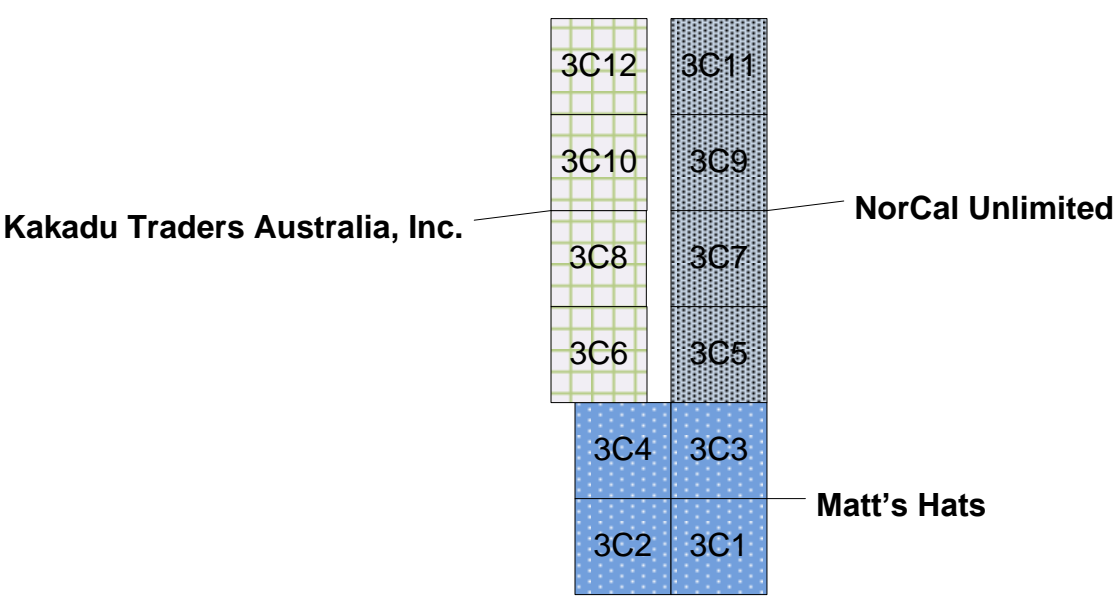 3C12 3C11
3C10 3C9
Kakadu Traders Australia, Inc.
NorCal Unlimited
3C8 3C7
3C6 3C5
3C4 3C3
Matt’s Hats
3C2 3C1